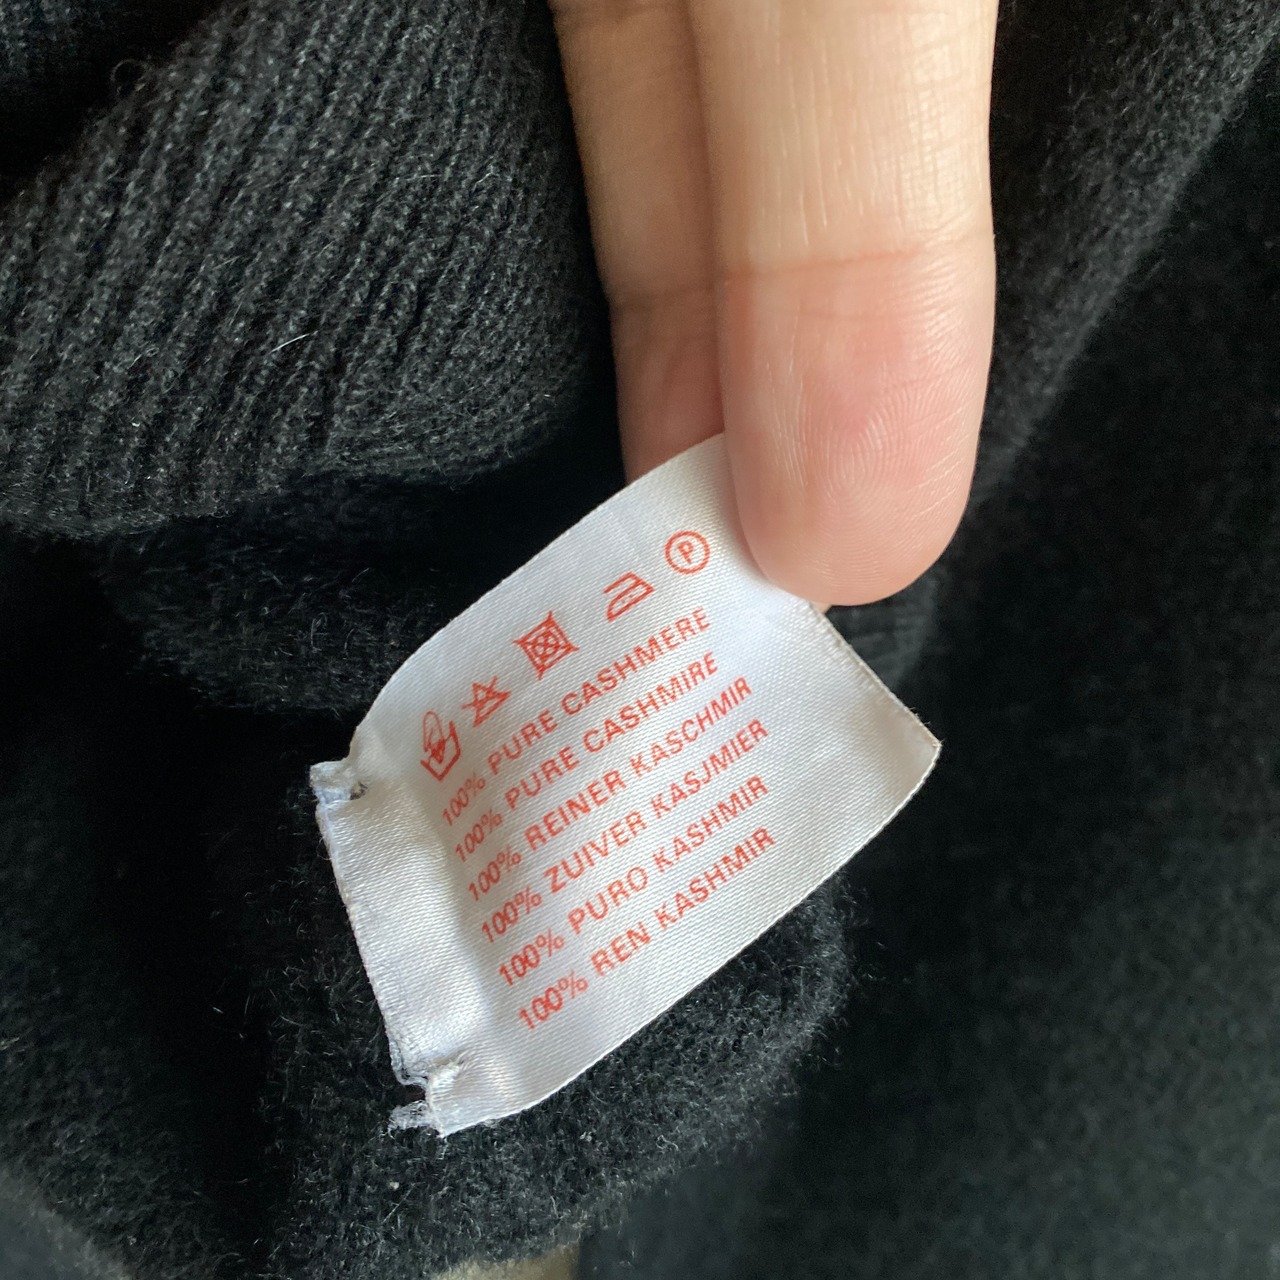 P
100% PURE CASHMERE
100% PURE CASHMIRE
100% REINER KASCHMIR
100% ZUIVER KASJMIER
100% PURO KASHMIR
100% REN KASHMIR